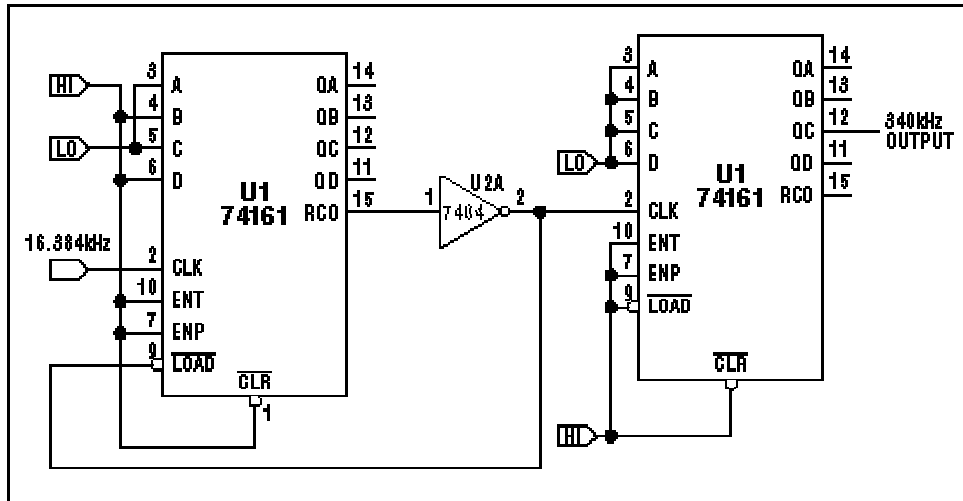 HI
LO
16.384kHz
3 A
4 B
5 C
6 D
2 CLK
10 ENT
7 ENP
9 LOAD
CLR
1
U1
74161
QA 14
QB 13
QC 12
QD 11
RCO 15
1
U2A
7404
2
LO
3 A
4 B
5 C
6 D
2 CLK
10 ENT
7 ENP
9 LOAD
CLR
U1
74161
QA 14
QB 13
QC 12
QD 11
RCO 15
340kHz
OUTPUT
HI